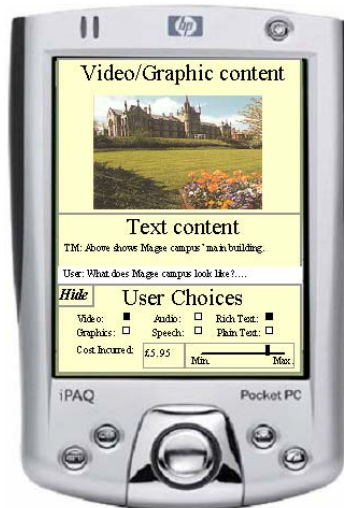 hp
Video/Graphic content
Text content
TM: Above shows Magee campus' main building.
User: What does Magee campus look like?....
Hide User Choices
Video: Audio: Rich Text:
Graphics: Speech: Plain Text:
Cost Incurred: £5.95 Min. Max.
iPAQ Pocket PC